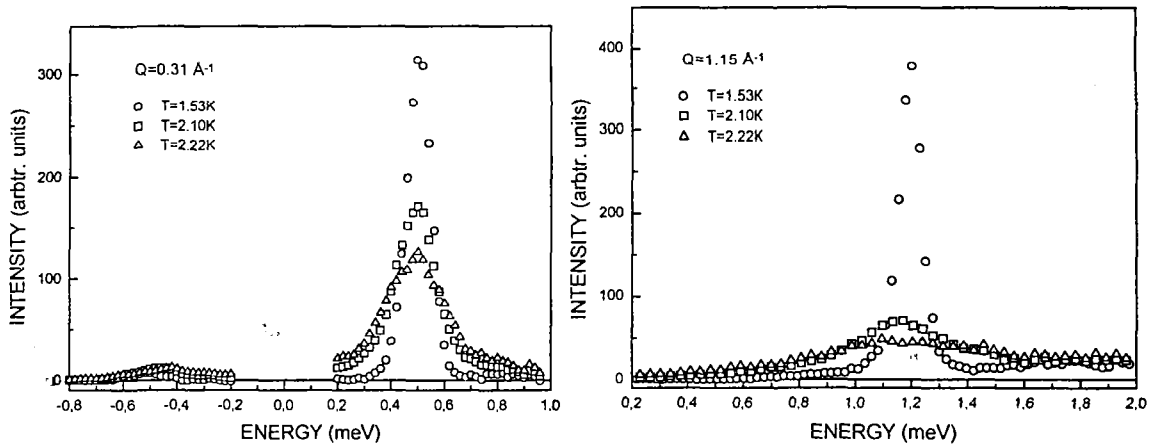 Q=0.31 Å-1
T=1.53K
T=2.10K
T=2.22K
300
200
100
.0
INTENSITY (arbtr. units)
-0,8 -0,6 -0,4 -0,2 0,0 0,2 0,4 0,6 0,8 1,0
ENERGY (meV)
Q=1.15 Å-1
T=1.53K
T=2.10K
T=2.22K
400
300
200
100
0
INTENSITY (arbtr. units)
0,2 0,4 0,6 0,8 1,0 1,2 1,4 1,6 1,8 2,0
ENERGY (meV)